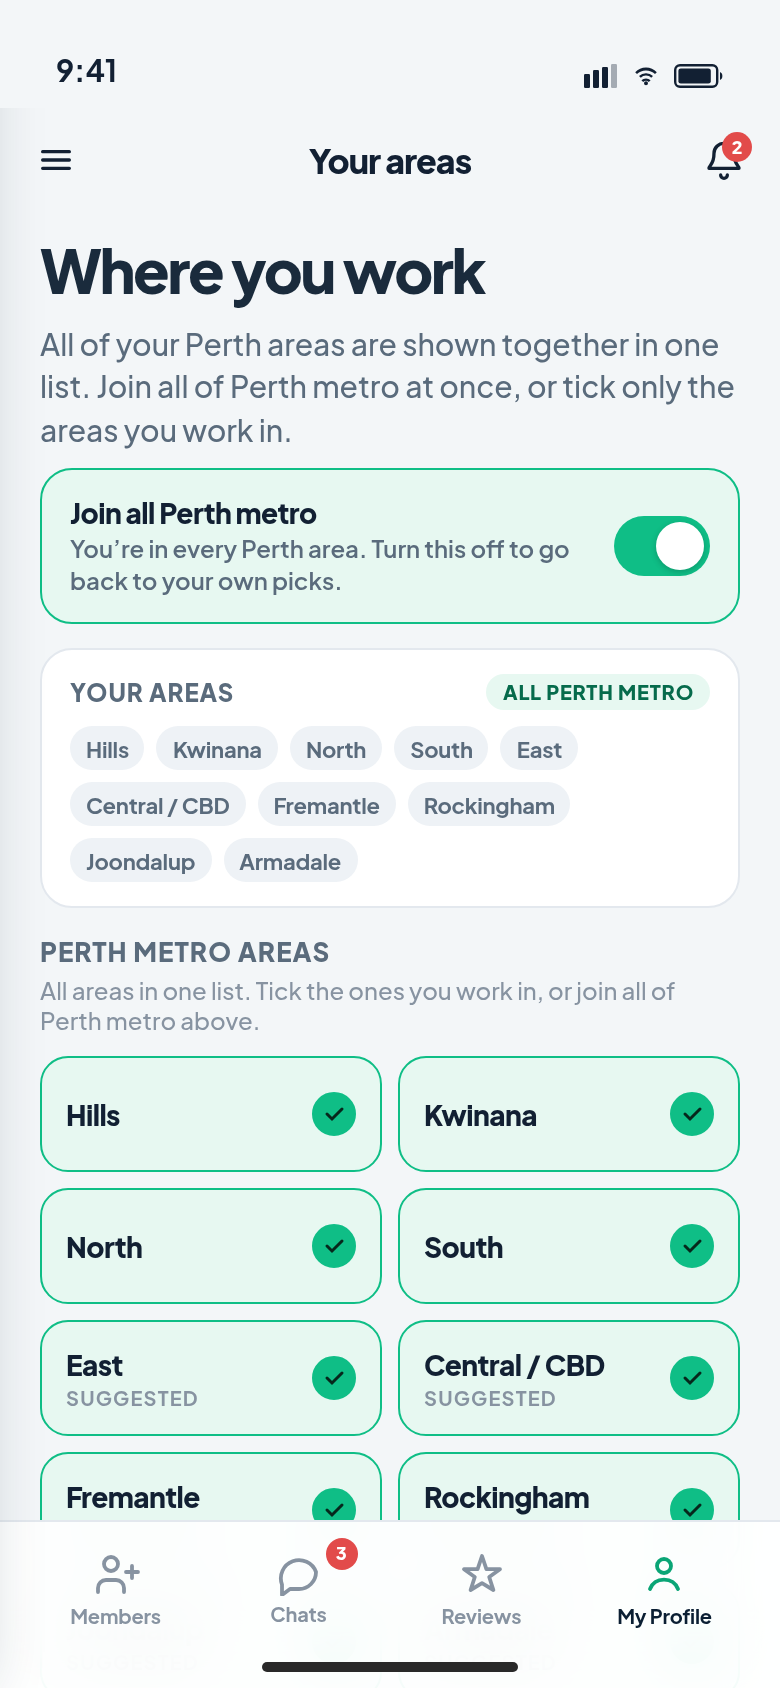 9:41
Your areas
2
Where you work
All of your Perth areas are shown together in one
list. Join all of Perth metro at once, or tick only the
areas you work in.
Join all Perth metro
You’re in every Perth area. Turn this off to go
back to your own picks.
YOUR AREAS
ALL PERTH METRO
Hills
Kwinana
North
South
East
Central / CBD
Fremantle
Rockingham
Joondalup
Armadale
PERTH METRO AREAS
All areas in one list. Tick the ones you work in, or join all of
Perth metro above.
Hills
Kwinana
North
South
East
SUGGESTED
Central / CBD
SUGGESTED
Fremantle
Rockingham
3
Members
Chats
Reviews
My Profile